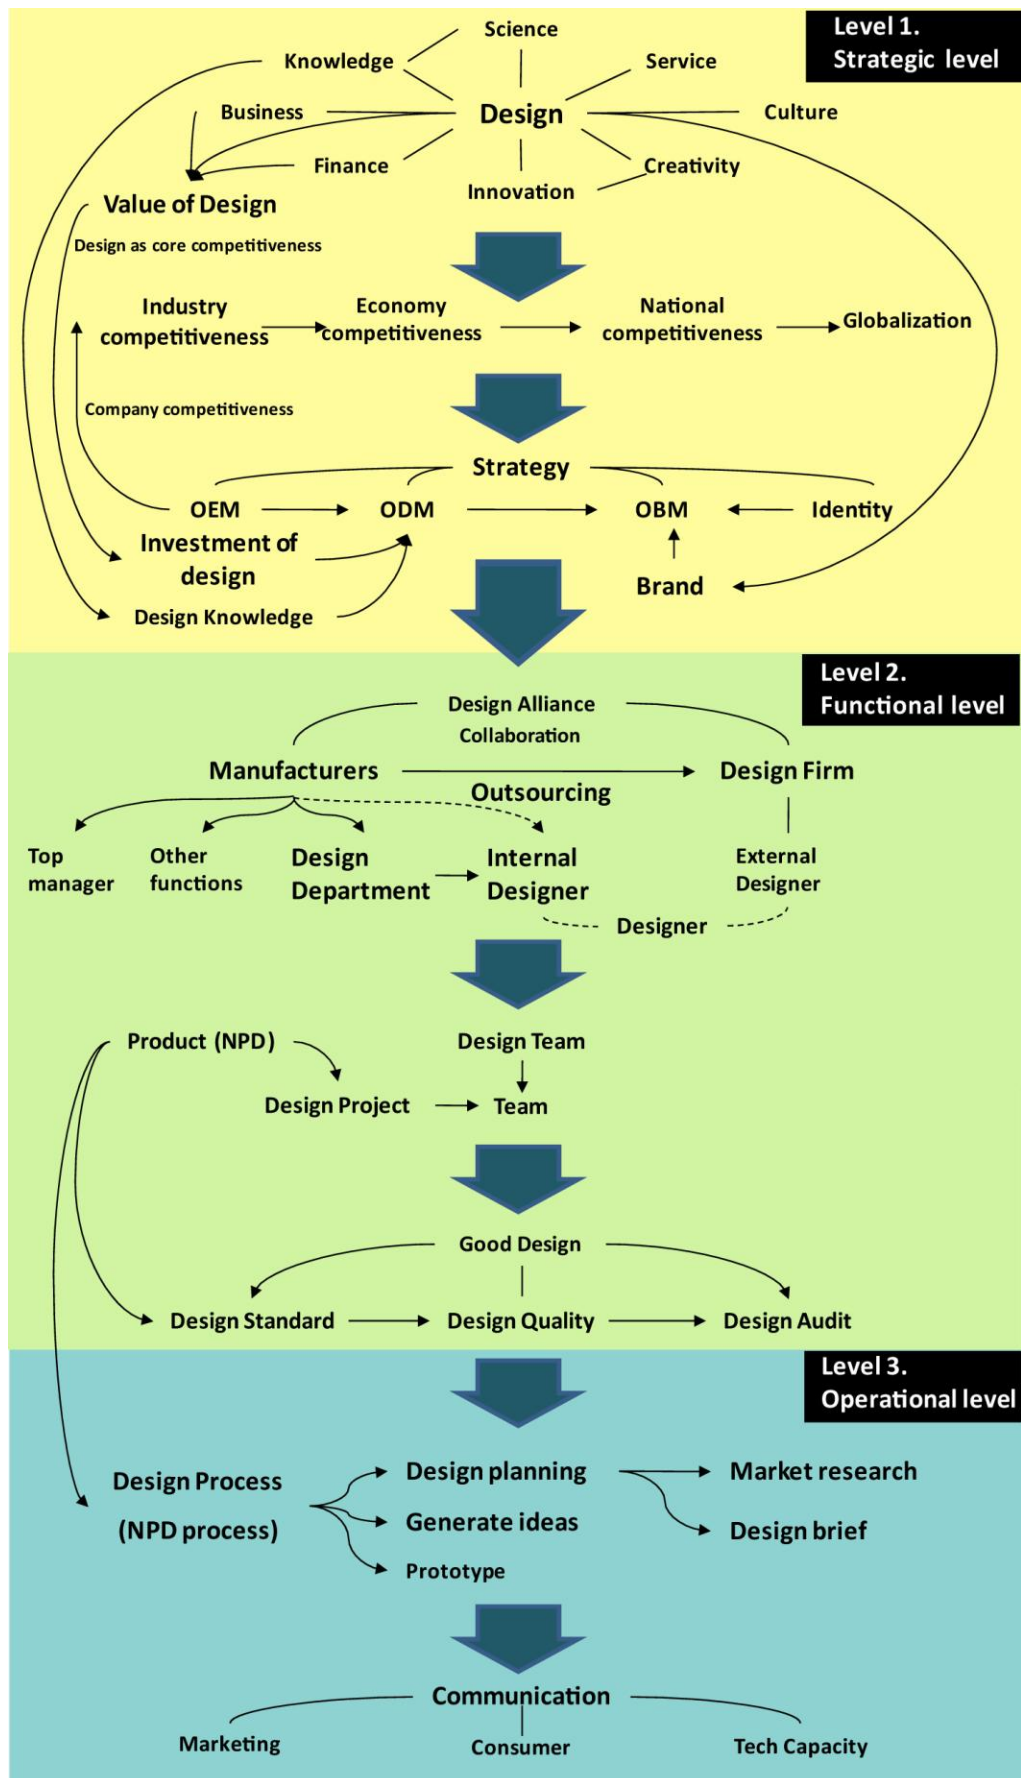 Level 1.
Strategic level
Science
Knowledge
Service
Business
Design
Culture
Finance
Innovation
Creativity
Value of Design
Design as core competitiveness
Industry
competitiveness
Economy
competitiveness
National
competitiveness
Globalization
Company competitiveness
Strategy
OEM
ODM
OBM
Identity
Investment of
design
Brand
Design Knowledge
Level 2.
Functional level
Design Alliance
Collaboration
Manufacturers
Design Firm
Outsourcing
Top
manager
Other
functions
Design
Department
Internal
Designer
External
Designer
Designer
Product (NPD)
Design Team
Design Project
Team
Good Design
Design Standard
Design Quality
Design Audit
Level 3.
Operational level
Design Process
(NPD process)
Design planning
Market research
Generate ideas
Design brief
Prototype
Communication
Marketing
Consumer
Tech Capacity